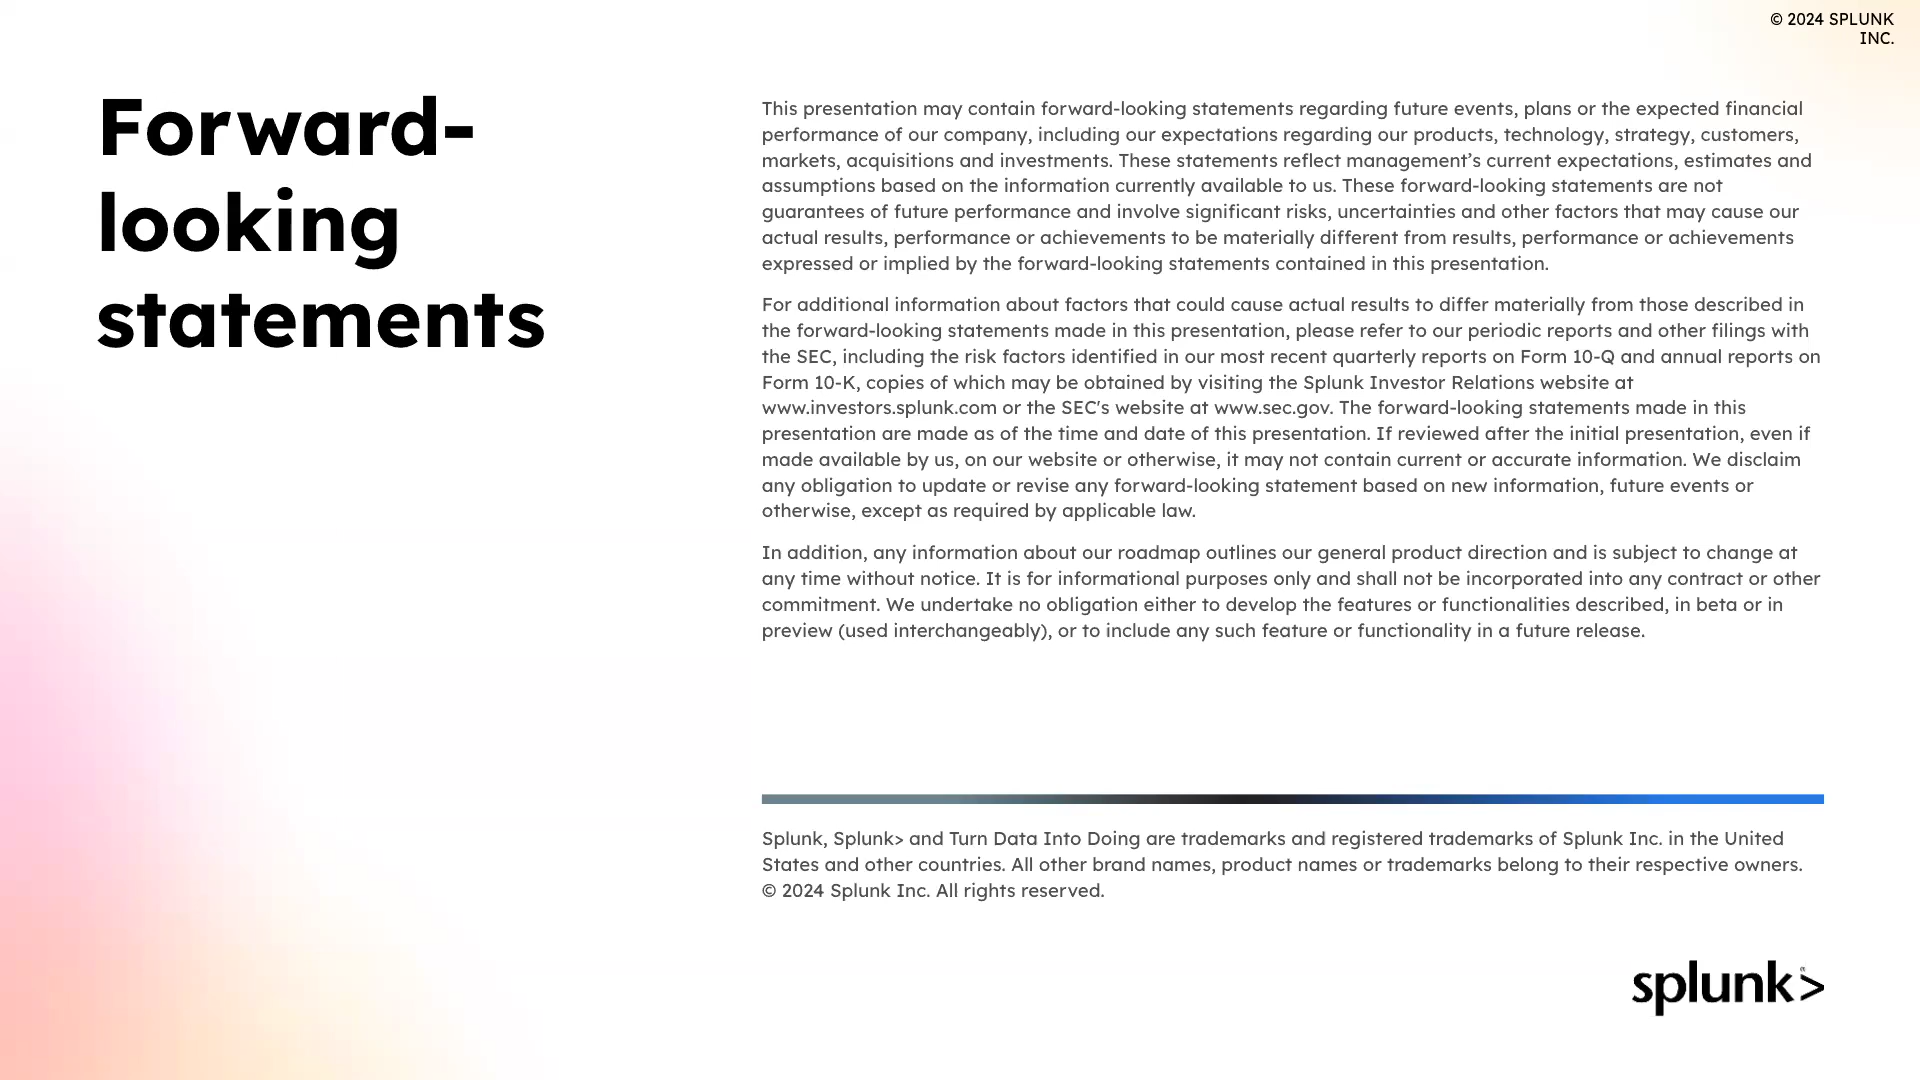 © 2024 SPLUNK
INC.
Forward-
looking
statements
This presentation may contain forward-looking statements regarding future events, plans or the expected financial
performance of our company, including our expectations regarding our products, technology, strategy, customers,
markets, acquisitions and investments. These statements reflect management’s current expectations, estimates and
assumptions based on the information currently available to us. These forward-looking statements are not
guarantees of future performance and involve significant risks, uncertainties and other factors that may cause our
actual results, performance or achievements to be materially different from results, performance or achievements
expressed or implied by the forward-looking statements contained in this presentation.
For additional information about factors that could cause actual results to differ materially from those described in
the forward-looking statements made in this presentation, please refer to our periodic reports and other filings with
the SEC, including the risk factors identified in our most recent quarterly reports on Form 10-Q and annual reports on
Form 10-K, copies of which may be obtained by visiting the Splunk Investor Relations website at
www.investors.splunk.com or the SEC's website at www.sec.gov. The forward-looking statements made in this
presentation are made as of the time and date of this presentation. If reviewed after the initial presentation, even if
made available by us, on our website or otherwise, it may not contain current or accurate information. We disclaim
any obligation to update or revise any forward-looking statement based on new information, future events or
otherwise, except as required by applicable law.
In addition, any information about our roadmap outlines our general product direction and is subject to change at
any time without notice. It is for informational purposes only and shall not be incorporated into any contract or other
commitment. We undertake no obligation either to develop the features or functionalities described, in beta or in
preview (used interchangeably), or to include any such feature or functionality in a future release.
Splunk, Splunk> and Turn Data Into Doing are trademarks and registered trademarks of Splunk Inc. in the United
States and other countries. All other brand names, product names or trademarks belong to their respective owners.
© 2024 Splunk Inc. All rights reserved.
splunk>